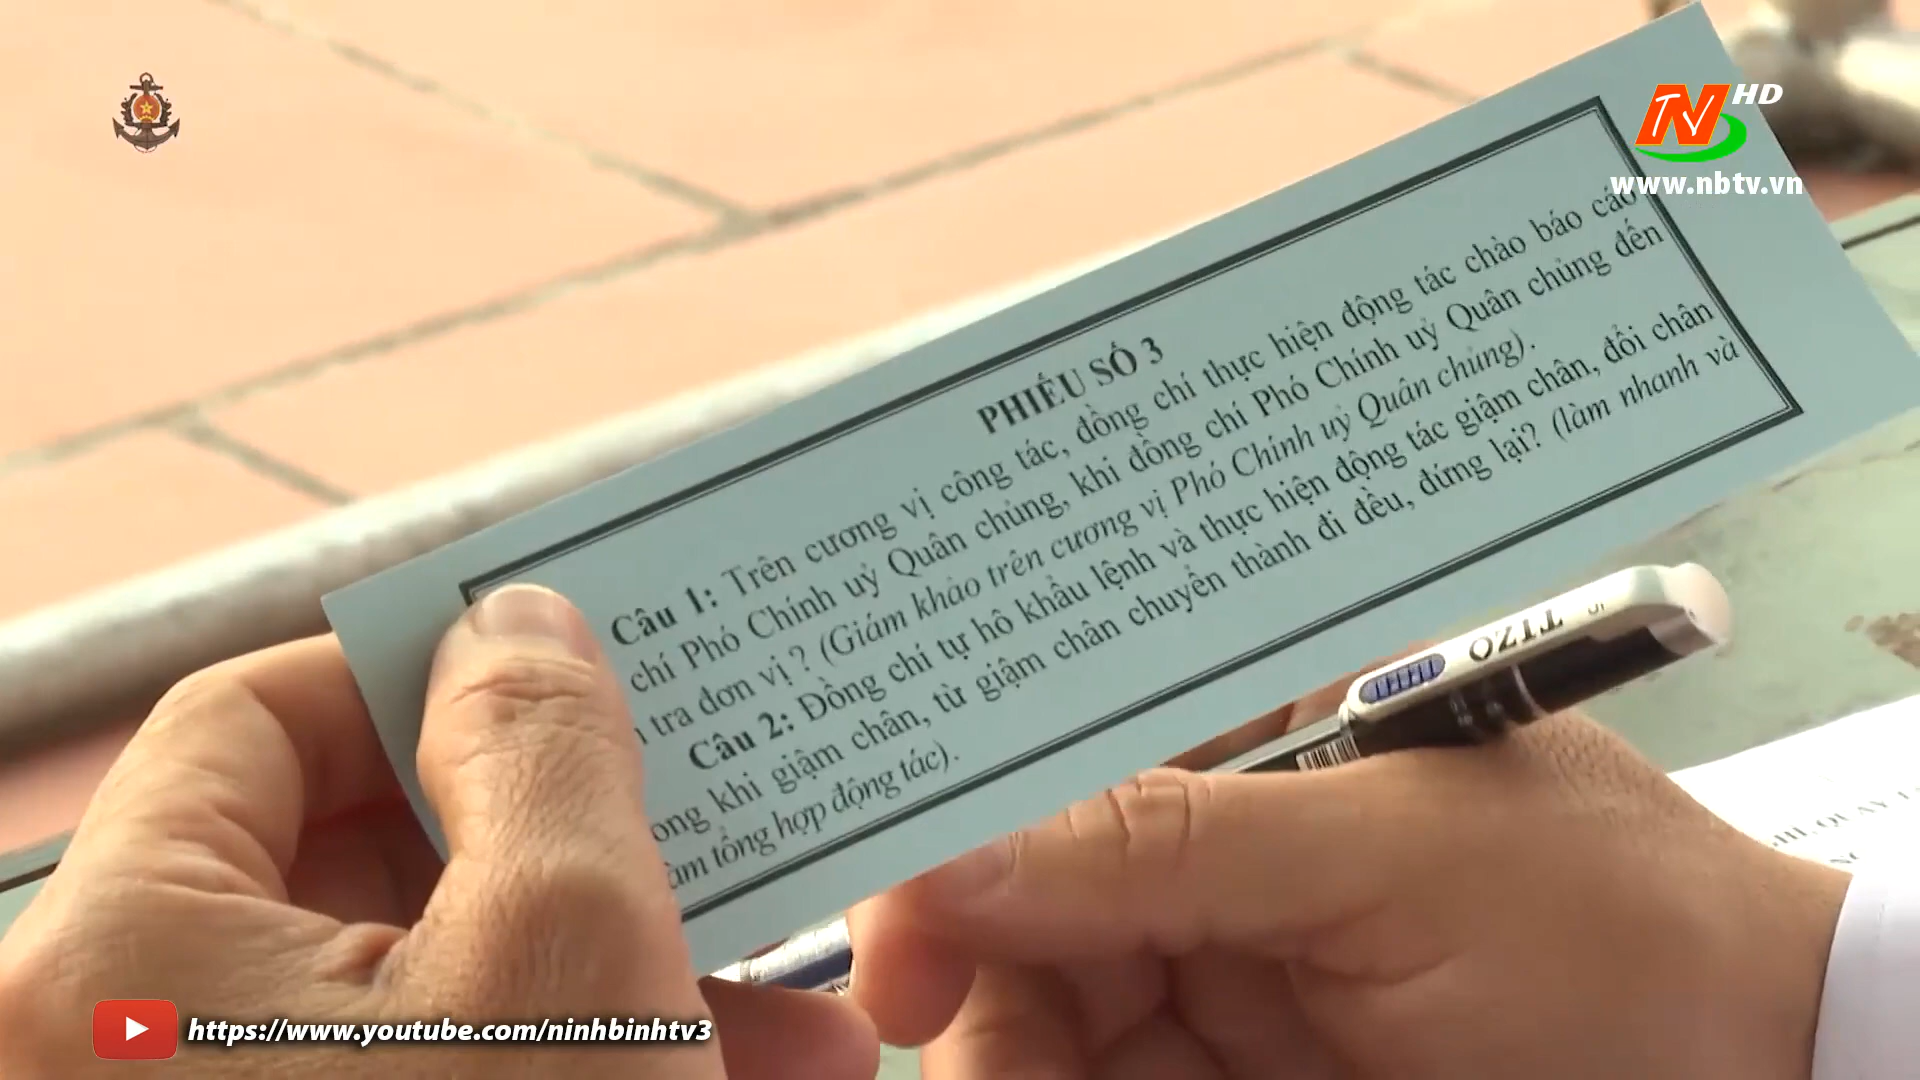 HD
www.nbtv.vn
PHIẾU SỐ 3
Câu 1: Trên cương vị công tác, đồng chí thực hiện động tác chào báo cáo
chí Phó Chính uỷ Quân chủng, khi đồng chí Phó Chính uỷ Quân chủng đến
tra đơn vị? (Giám khảo trên cương vị Phó Chính uỷ Quân chủng).
Câu 2: Đồng chí tự hô khẩu lệnh và thực hiện động tác giậm chân, đổi chân
khi giậm chân, từ giậm chân chuyển thành đi đều, đứng lại? (làm nhanh và
tổng hợp động tác).
TIZO
https://www.youtube.com/ninhbinhtv3